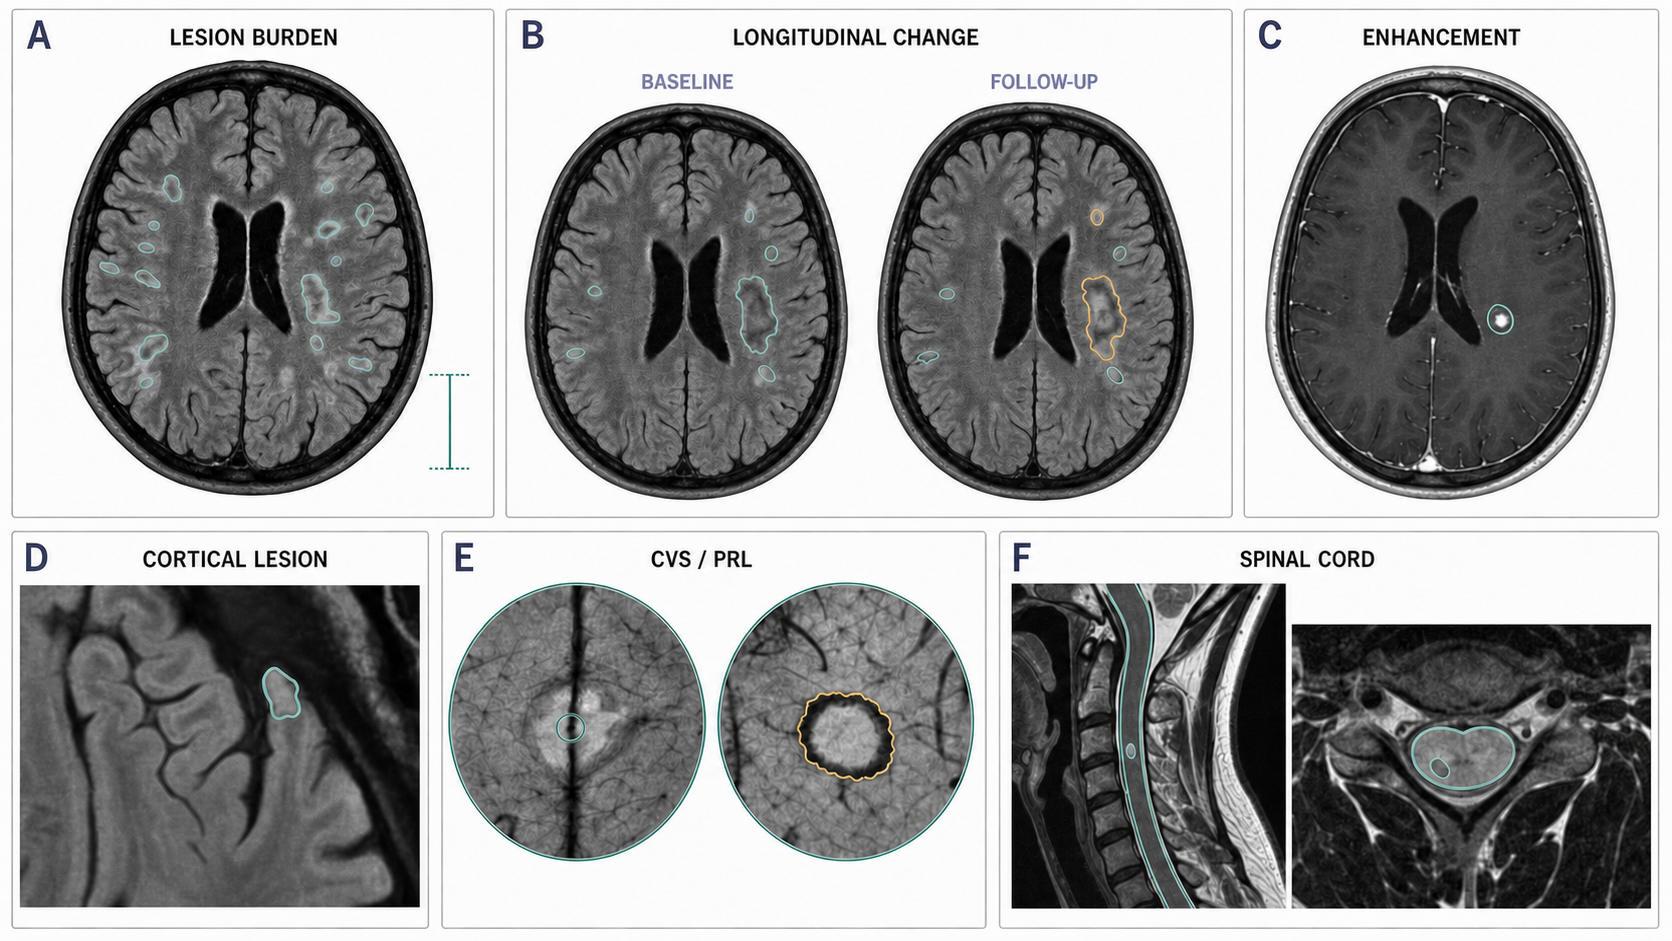 A LESION BURDEN
B LONGITUDINAL CHANGE
BASELINE FOLLOW-UP
C ENHANCEMENT
D CORTICAL LESION
E CVS / PRL
F SPINAL CORD